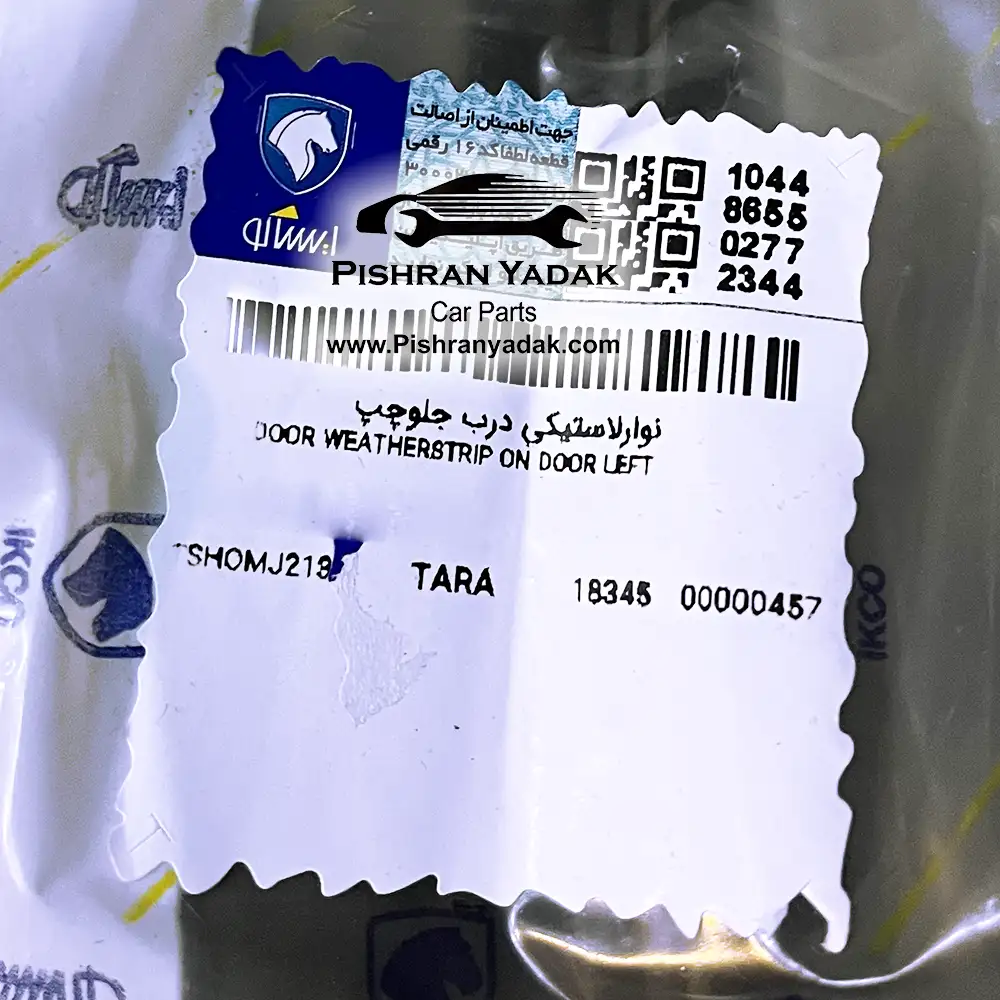 ایساکو
جهت اطمینان از اصالت
قطعه لطفا کد ۱۶ رقمی
1044
8655
0277
2344
PISHRAN YADAK
Car Parts
www.Pishranyadak.com
نوارلاستیکی درب جلوچپ
DOOR WEATHERSTRIP ON DOOR LEFT
TARA 18345 00000457
IKCO
IKCO